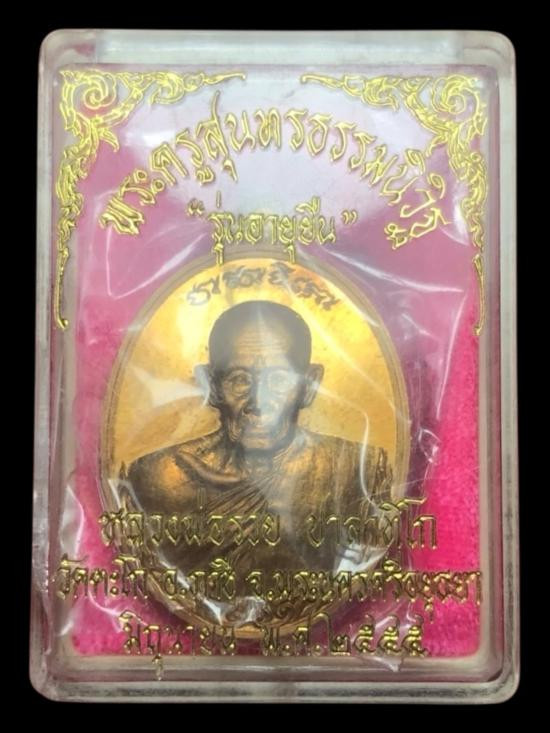 พระครูสุนทรธรรมนิวิฐ
"รุ่นอายุยืน"
หลวงพ่อรวย ปาสาทิโก
วัดตะโก อ.ภาชี จ.พระนครศรีอยุธยา
มิถุนายน พ.ศ.๒๕๕๕